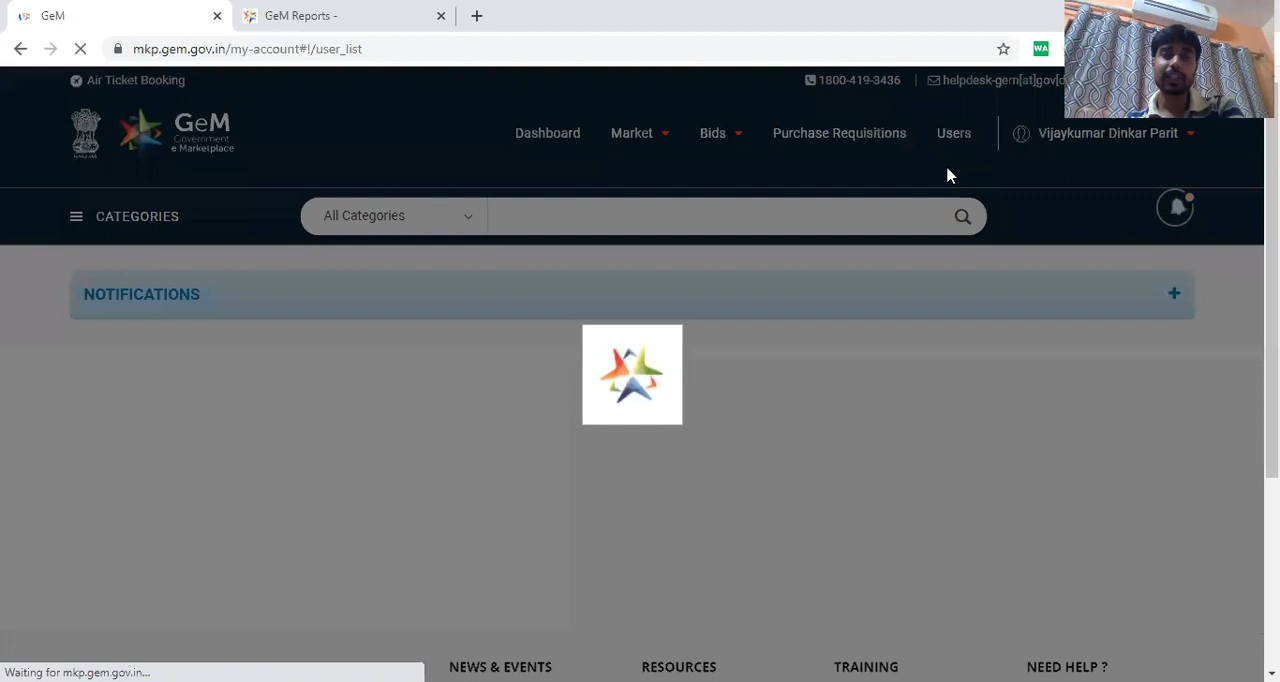 GeM
GeM Reports -
mkp.gem.gov.in/my-account#!/user_list
WA
Air Ticket Booking
1800-419-3436 | helpdesk-gem[at]gov[d
GeM
Government
e Marketplace
Dashboard Market Bids Purchase Requisitions Users Vijaykumar Dinkar Parit
CATEGORIES All Categories
NOTIFICATIONS +
NEWS & EVENTS RESOURCES TRAINING NEED HELP ?
Waiting for mkp.gem.gov.in...